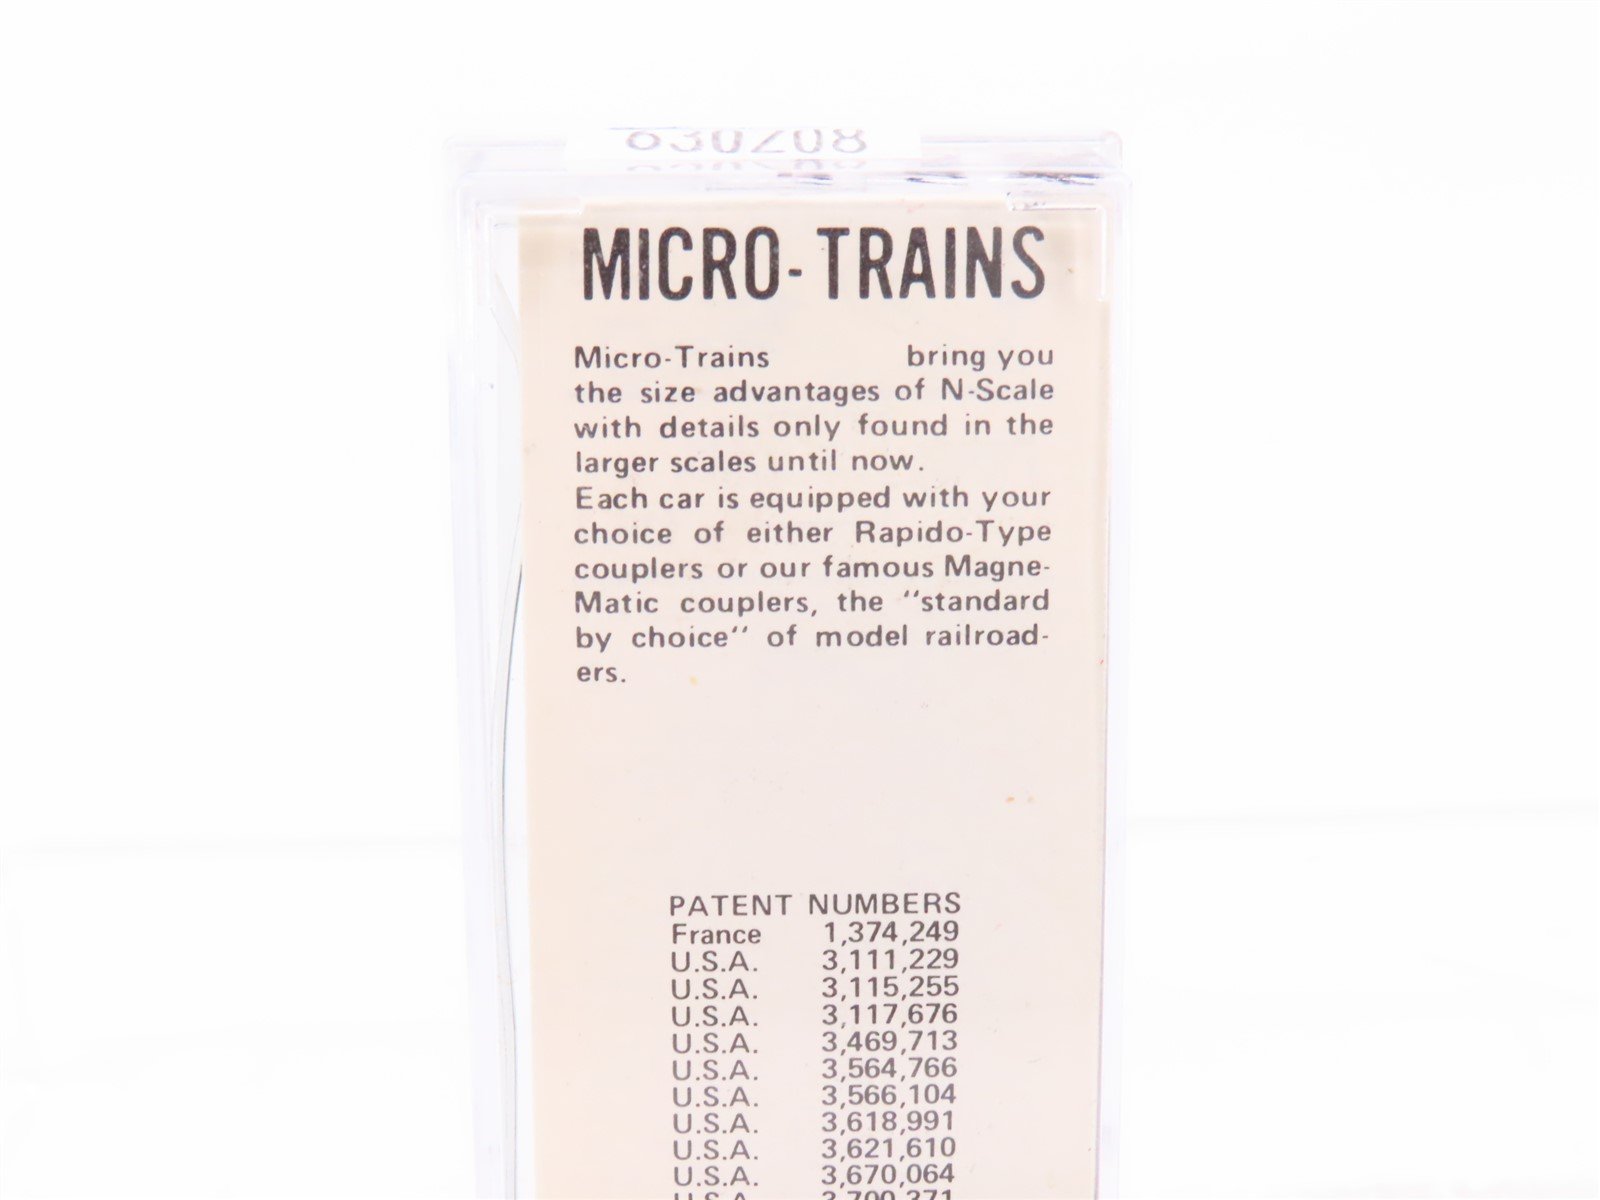 630708
MICRO-TRAINS
Micro-Trains bring you
the size advantages of N-Scale
with details only found in the
larger scales until now.
Each car is equipped with your
choice of either Rapido-Type
couplers or our famous Magne-
Matic couplers, the "standard
by choice" of model railroad-
ers.
PATENT NUMBERS
France 1,374,249
U.S.A. 3,111,229
U.S.A. 3,115,255
U.S.A. 3,117,676
U.S.A. 3,469,713
U.S.A. 3,564,766
U.S.A. 3,566,104
U.S.A. 3,618,991
U.S.A. 3,621,610
U.S.A. 3,670,064
U.S.A. 3,700,371